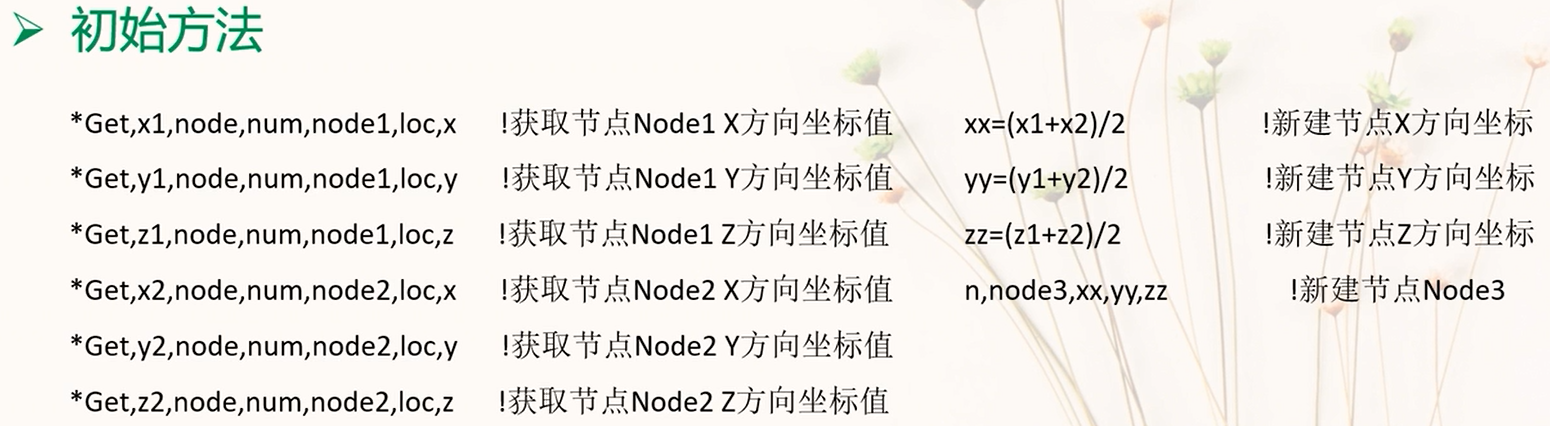 初始方法
*Get,x1,node,num,node1,loc,x !获取节点Node1 X方向坐标值
*Get,y1,node,num,node1,loc,y !获取节点Node1 Y方向坐标值
*Get,z1,node,num,node1,loc,z !获取节点Node1 Z方向坐标值
*Get,x2,node,num,node2,loc,x !获取节点Node2 X方向坐标值
*Get,y2,node,num,node2,loc,y !获取节点Node2 Y方向坐标值
*Get,z2,node,num,node2,loc,z !获取节点Node2 Z方向坐标值
xx=(x1+x2)/2 !新建节点X方向坐标
yy=(y1+y2)/2 !新建节点Y方向坐标
zz=(z1+z2)/2 !新建节点Z方向坐标
n,node3,xx,yy,zz !新建节点Node3